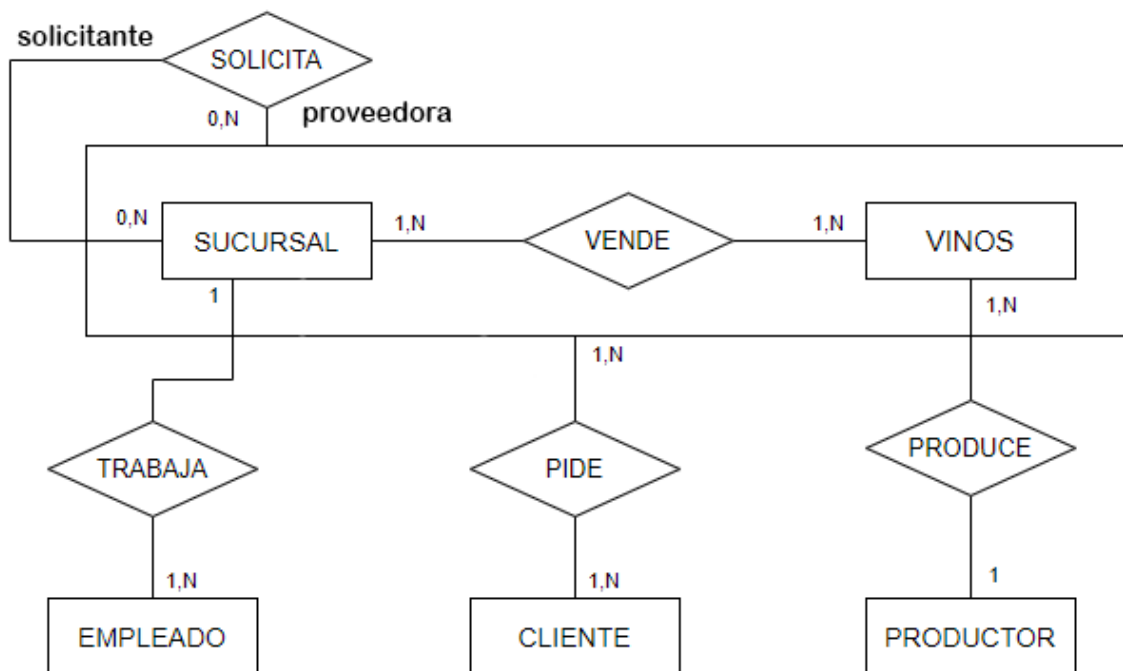 solicitante
SOLICITA
0,N
proveedora
0,N
SUCURSAL
1,N
VENDE
1,N
VINOS
1
1,N
1,N
TRABAJA
PIDE
PRODUCE
1,N
1,N
1
EMPLEADO
CLIENTE
PRODUCTOR